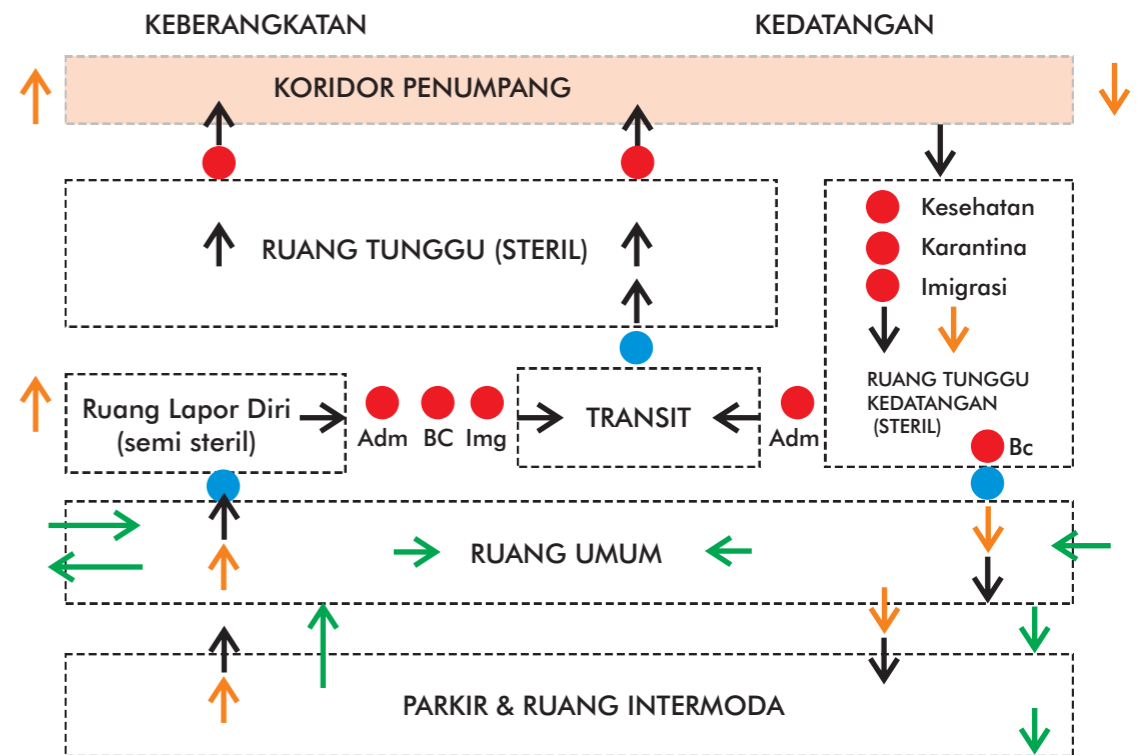 KEBERANGKATAN
KEDATANGAN
KORIDOR PENUMPANG
RUANG TUNGGU (STERIL)
Kesehatan
Karantina
Imigrasi
RUANG TUNGGU
KEDATANGAN
(STERIL)
Bc
Ruang Lapor Diri
(semi steril)
Adm
BC
Img
TRANSIT
Adm
RUANG UMUM
PARKIR & RUANG INTERMODA